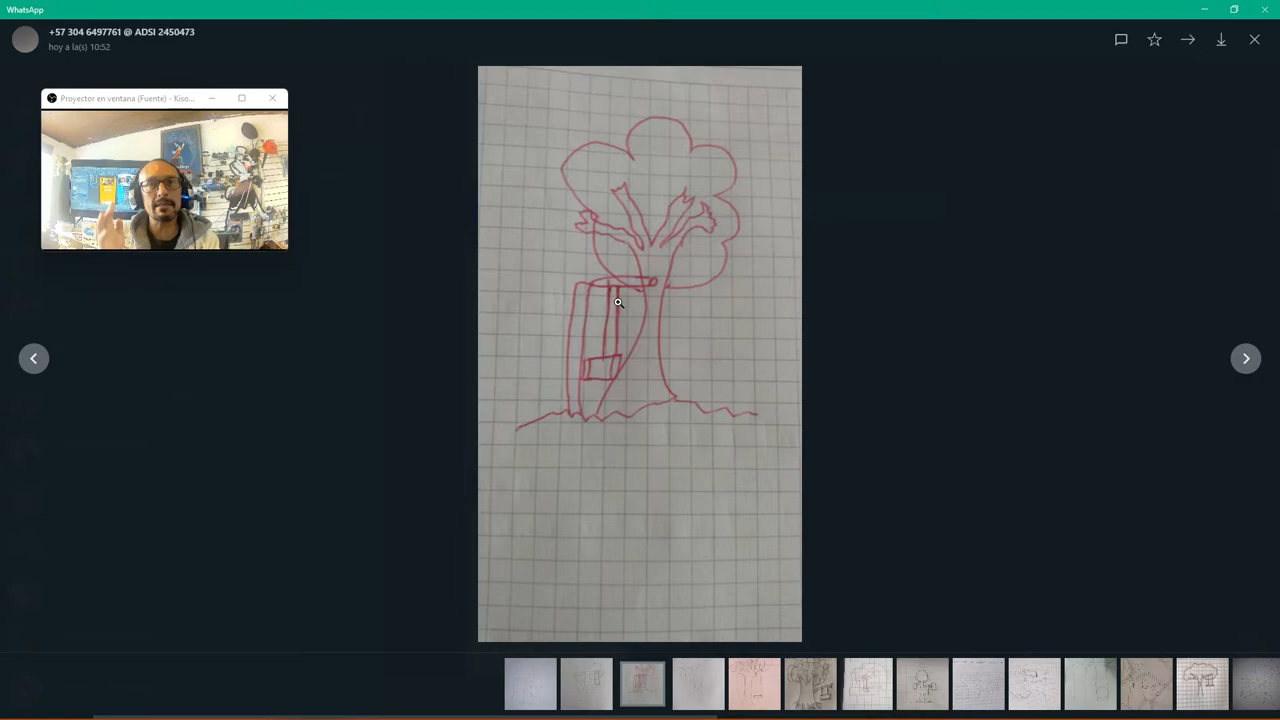 WhatsApp
+57 304 6497761 @ ADSI 2450473
hoy a la(s) 10:52
Proyector en ventana (Fuente) - Kiso...